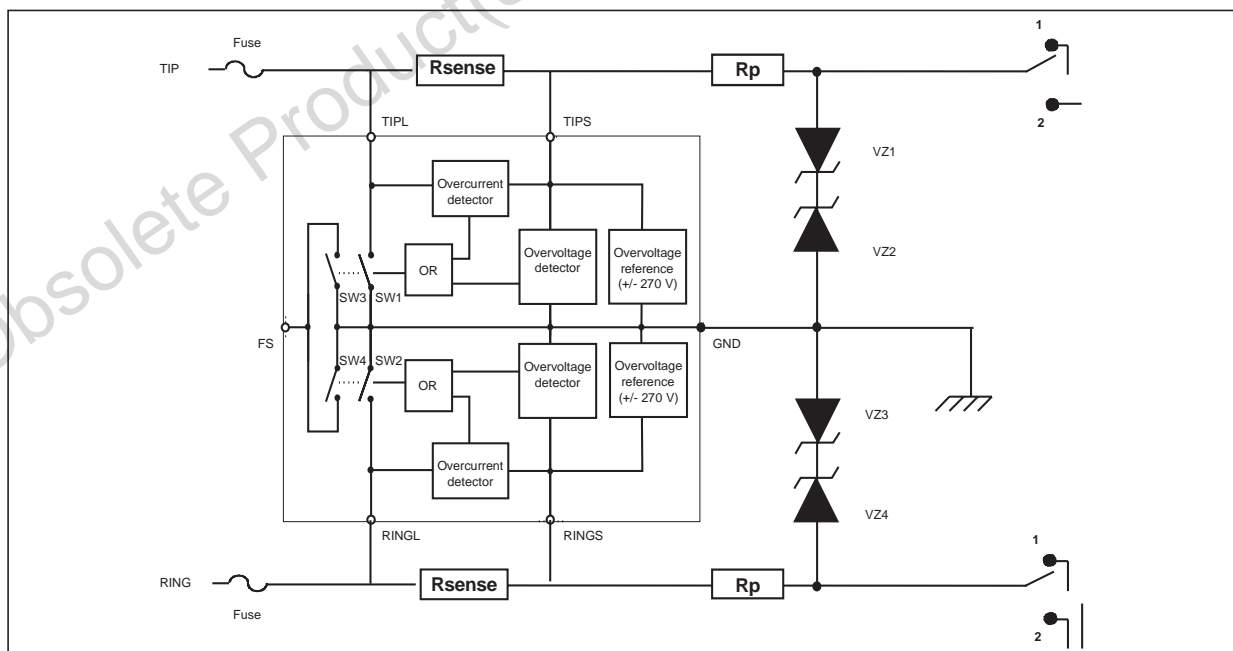 Obsolete Product(
1
Fuse
TIP
Rsense
Rp
2
TIPL
TIPS
VZ1
Overcurrent
detector
VZ2
OR
Overvoltage
detector
Overvoltage
reference
(+/- 270 V)
SW3
SW1
FS
GND
SW4
SW2
OR
Overvoltage
detector
Overvoltage
reference
(+/- 270 V)
VZ3
Overcurrent
detector
VZ4
RINGL
RINGS
1
RING
Rsense
Rp
Fuse
2